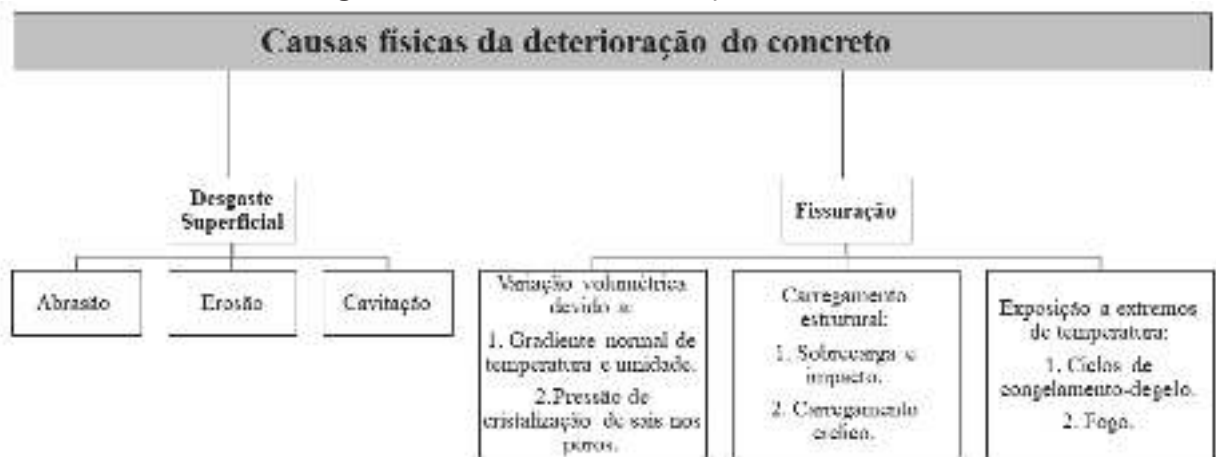 Causas físicas da deterioração do concreto
Desgaste
Superficial
Fissuração
Abrasão
Erosão
Cavitação
Variação volumétrica
devido a:
1. Gradiente normal de
temperatura e umidade.
2.Pressão de
cristalização de sais nos
poros.
Carregamento
estrutural:
1. Sobrecarga e
impacto.
2. Carregamento
cíclico.
Exposição a extremos
de temperatura:
1. Ciclos de
congelamento-degelo.
2. Fogo.